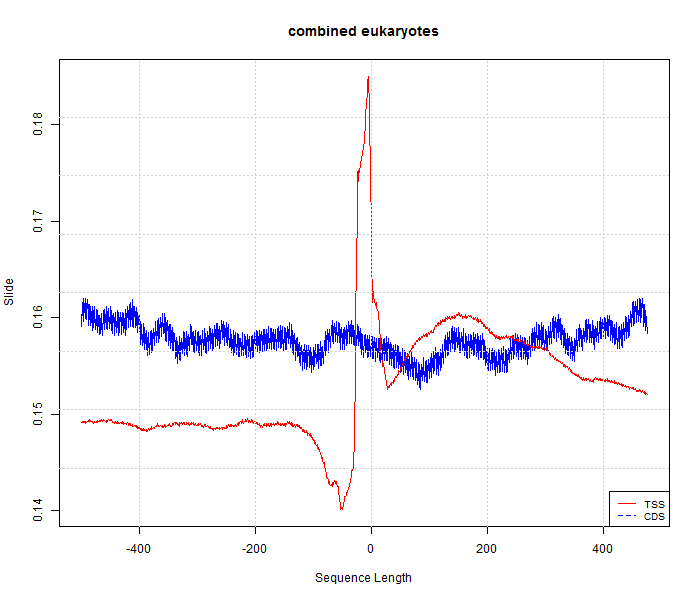 combined eukaryotes
Slide
0.18
0.17
0.16
0.15
0.14
-400 -200 0 200 400
Sequence Length
TSS
CDS